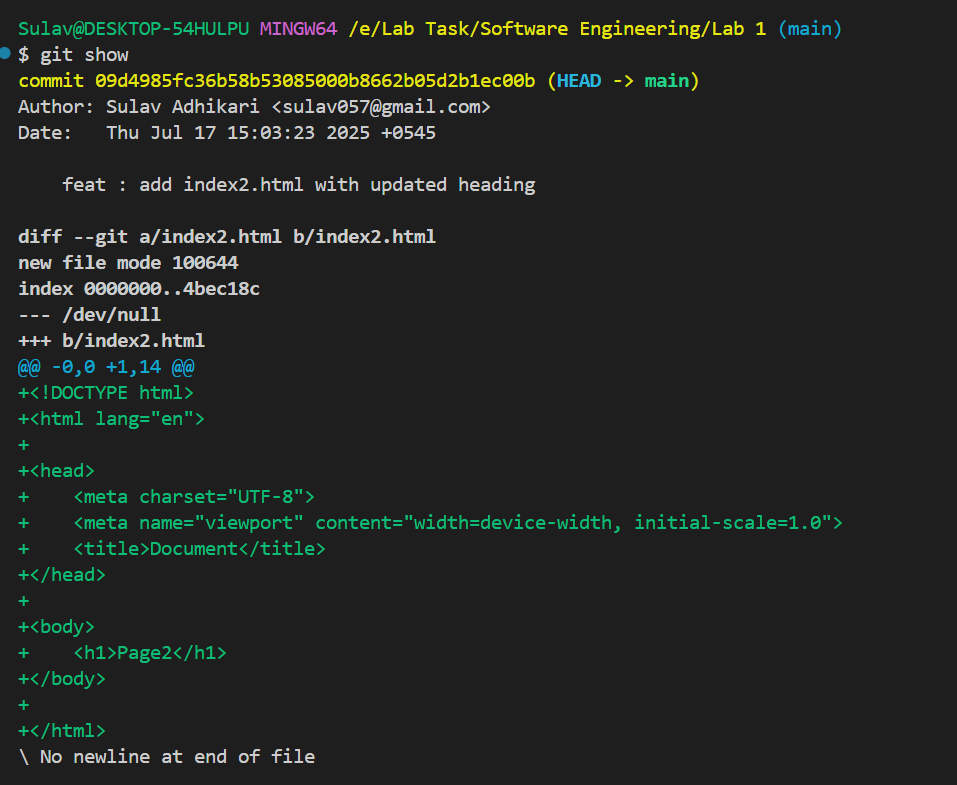 Sulav@DESKTOP-54HULPU MINGW64 /e/Lab Task/Software Engineering/Lab 1 (main)
$ git show
commit 09d4985fc36b58b53085000b8662b05d2b1ec00b (HEAD -> main)
Author: Sulav Adhikari <sulav057@gmail.com>
Date:   Thu Jul 17 15:03:23 2025 +0545

    feat : add index2.html with updated heading

diff --git a/index2.html b/index2.html
new file mode 100644
index 0000000..4bec18c
--- /dev/null
+++ b/index2.html
@@ -0,0 +1,14 @@
+<!DOCTYPE html>
+<html lang="en">
+
+<head>
+    <meta charset="UTF-8">
+    <meta name="viewport" content="width=device-width, initial-scale=1.0">
+    <title>Document</title>
+</head>
+
+<body>
+    <h1>Page2</h1>
+</body>
+
+</html>
\ No newline at end of file